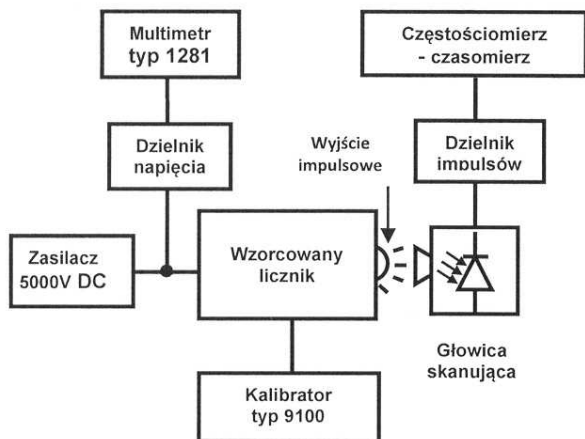 Multimetr
typ 1281
Częstościomierz
- czasomierz
Dzielnik
napięcia
Wyjście
impulsowe
Dzielnik
impulsów
Zasilacz
5000V DC
Wzorcowany
licznik
Głowica
skanująca
Kalibrator
typ 9100